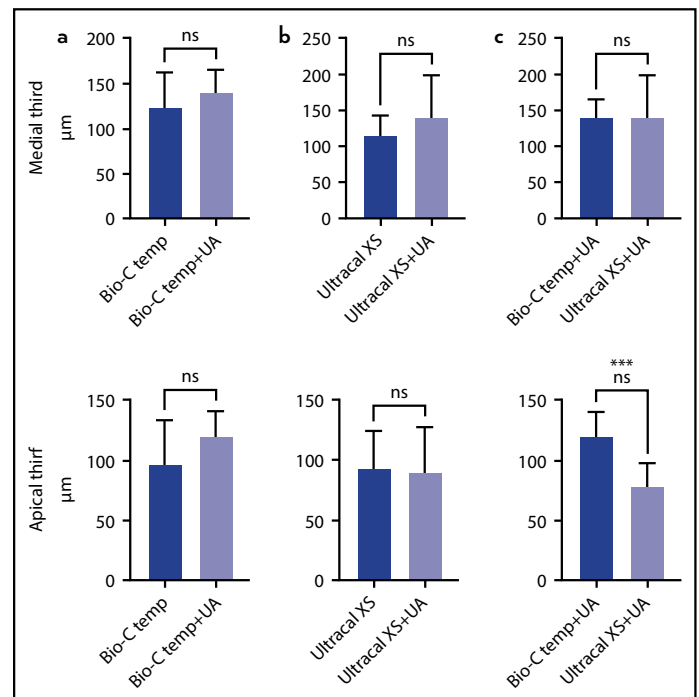 a
b
c
Medial third
µm
200
150
100
50
0
ns
Bio-C temp
Bio-C temp+UA
250
200
150
100
50
0
ns
Ultracal XS
Ultracal XS+UA
250
200
150
100
50
0
ns
Bio-C temp+UA
Ultracal XS+UA
Apical thirf
µm
150
100
50
0
ns
Bio-C temp
Bio-C temp+UA
150
100
50
0
ns
Ultracal XS
Ultracal XS+UA
150
100
50
0
***
ns
Bio-C temp+UA
Ultracal XS+UA